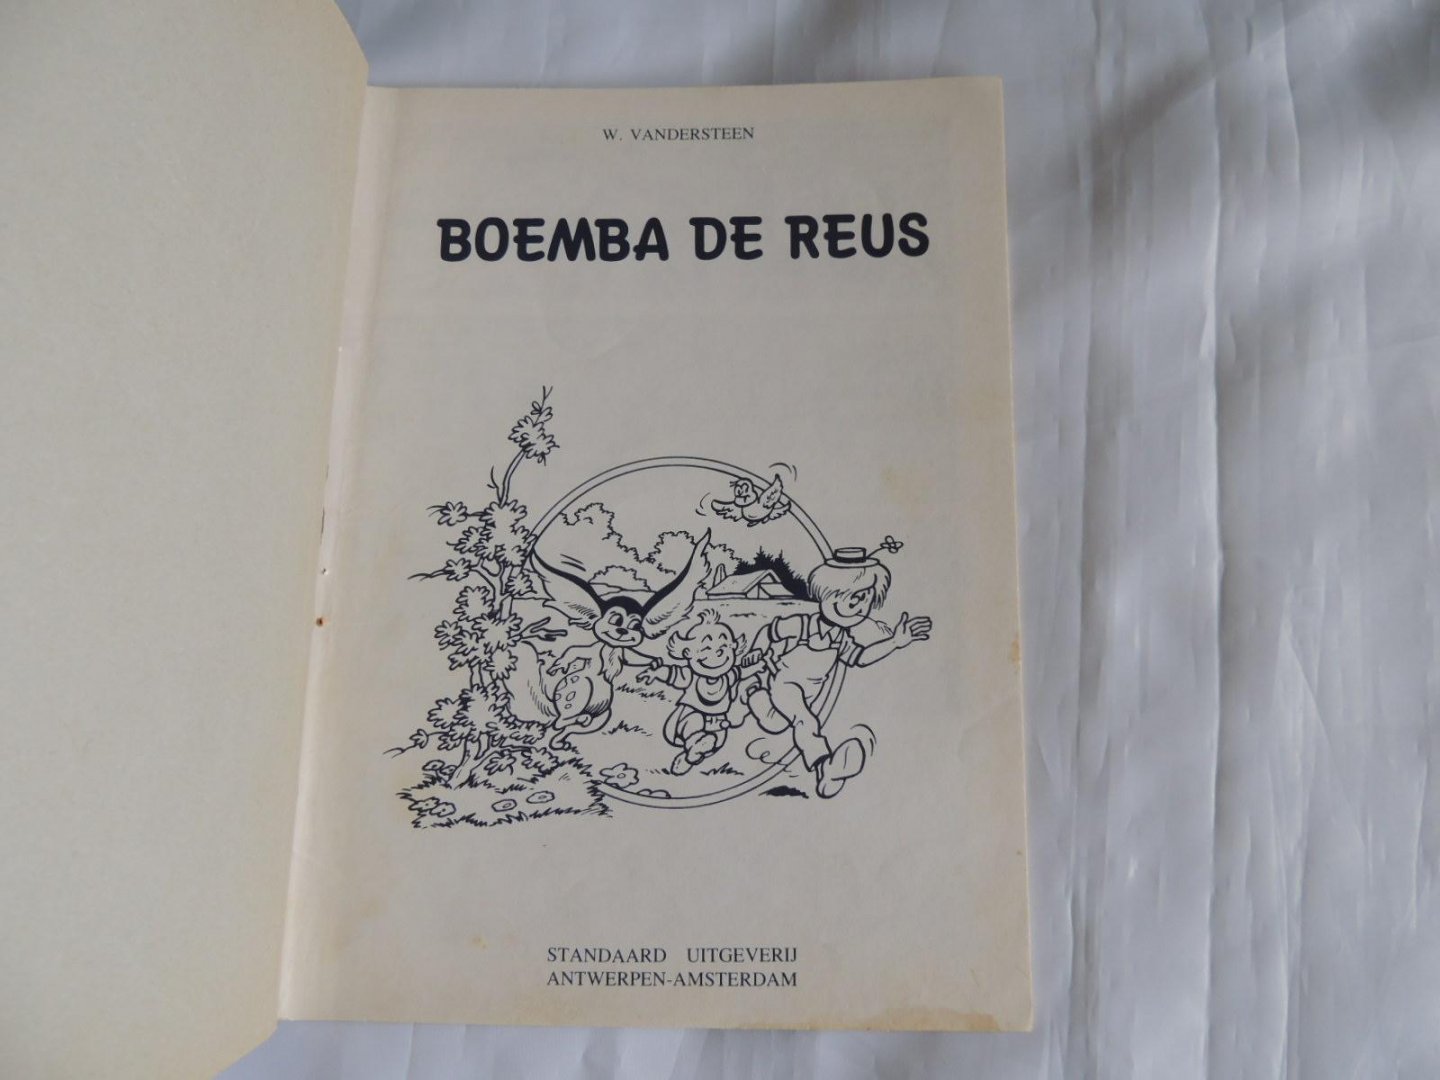 W. VANDERSTEEN
BOEMBA DE REUS
STANDAARD UITGEVERIJ
ANTWERPEN-AMSTERDAM